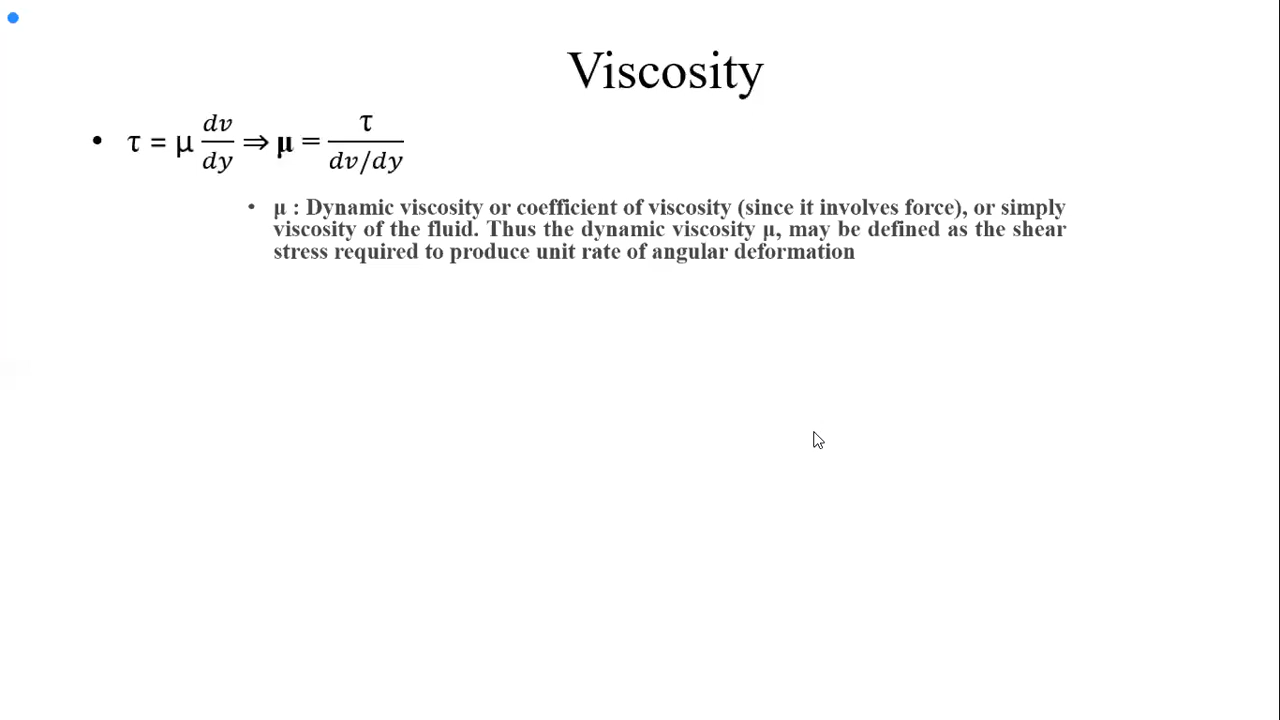 Viscosity
• τ = μ dv/dy ⇒ μ = τ/(dv/dy)
• μ : Dynamic viscosity or coefficient of viscosity (since it involves force), or simply
viscosity of the fluid. Thus the dynamic viscosity μ, may be defined as the shear
stress required to produce unit rate of angular deformation